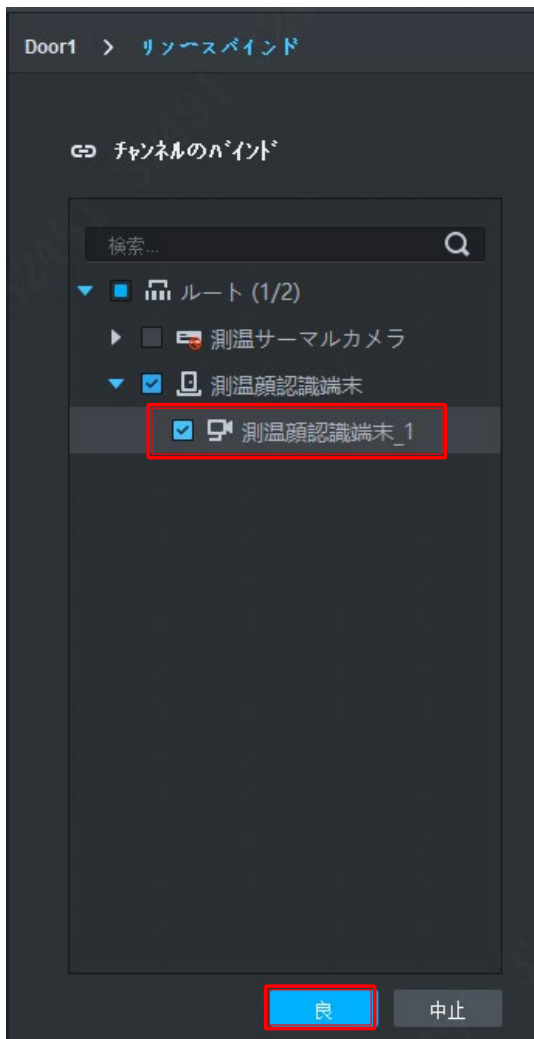 Door1 > リソースバインド
チャンネルのバインド
検索...
ルート (1/2)
測温サーマルカメラ
測温顔認識端末
測温顔認識端末_1
良 中止